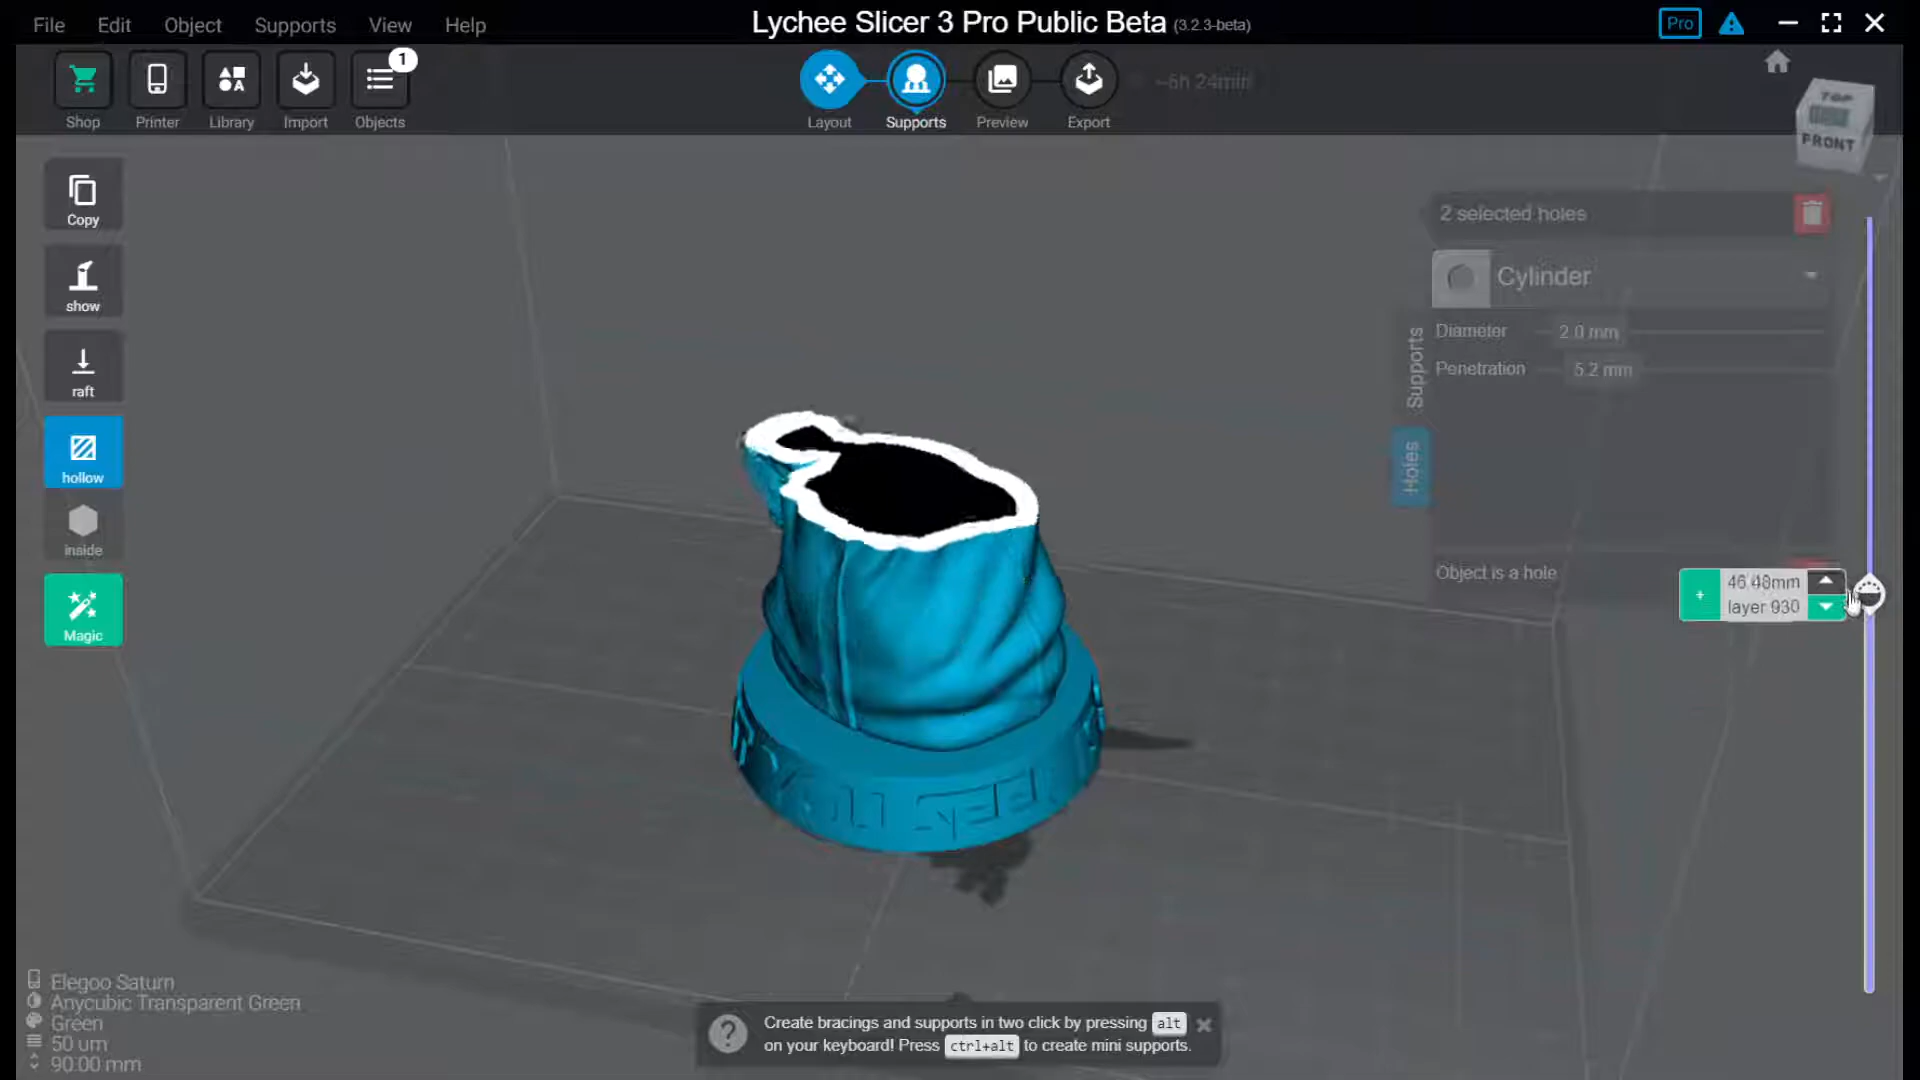 File Edit Object Supports View Help
Lychee Slicer 3 Pro Public Beta (3.2.3-beta)
Pro
1
Shop Printer Library Import Objects
Layout Supports Preview Export
~6h 24min
TOP
FRONT
Copy
show
raft
hollow
inside
Magic
2 selected holes
Cylinder
Diameter 2.0 mm
Penetration 5.2 mm
Supports
Holes
Object is a hole
+ 46.48mm
layer 930
Elegoo Saturn
Anycubic Transparent Green
Green
50 um
90.00 mm
? Create bracings and supports in two click by pressing alt
on your keyboard! Press ctrl+alt to create mini supports.